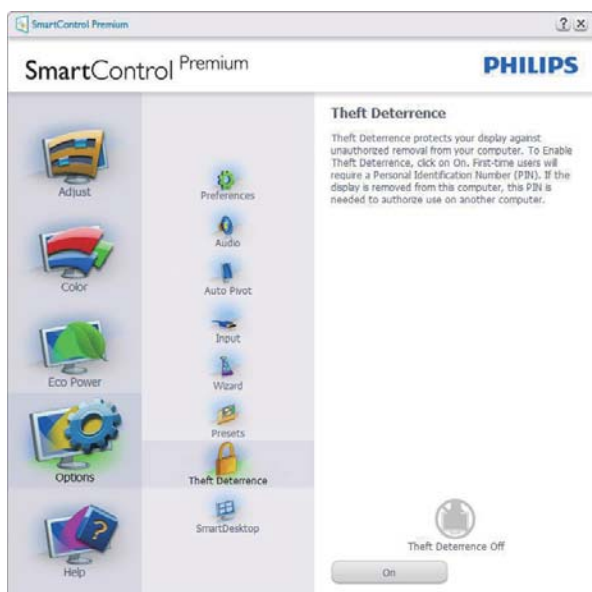 SmartControl Premium
SmartControl Premium
PHILIPS
Adjust
Color
Eco Power
Options
Help
Preferences
Audio
Auto Pivot
Input
Wizard
Presets
Theft Deterrence
SmartDesktop
Theft Deterrence
Theft Deterrence protects your display against
unauthorized removal from your computer. To Enable
Theft Deterrence, click on On. First-time users will
require a Personal Identification Number (PIN). If the
display is removed from this computer, this PIN is
needed to authorize use on another computer.
Theft Deterrence Off
On